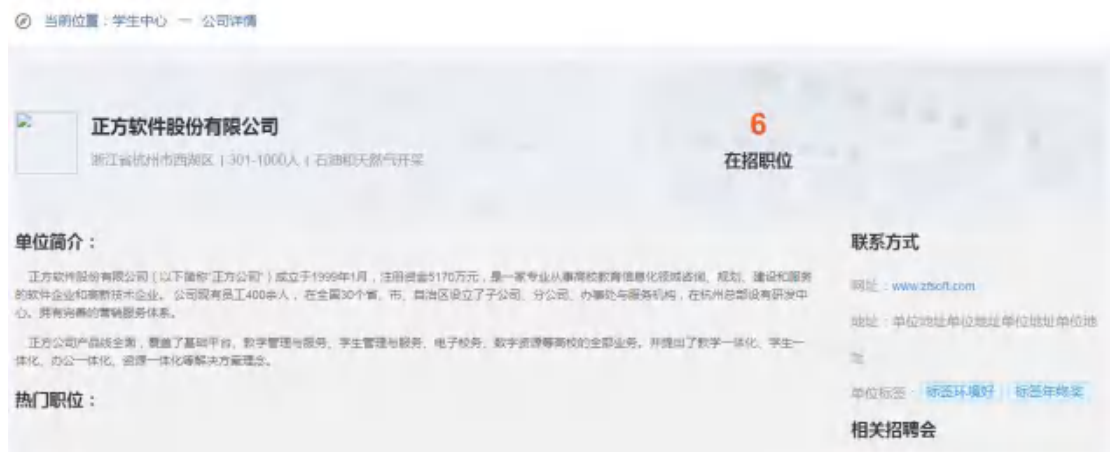 当前位置：学生中心 一 公司详情
正方软件股份有限公司
浙江省杭州市西湖区 | 301-1000人 | 石油和天然气开采
6
在招职位
单位简介：
正方软件股份有限公司（以下简称“正方公司”）成立于1999年1月，注册资金5170万元，是一家专业从事高校教育信息化领域咨询、规划、建设和服务
的软件企业和高新技术企业。 公司现有员工400余人，在全国30个省、市、自治区设立了子公司、分公司、办事处与服务机构，在杭州总部设有研发中
心、拥有完善的营销服务体系。
正方公司产品线全面，覆盖了基础平台、教学管理与服务、学生管理与服务、电子校务、数字资源等高校的全部业务。并提出了教学一体化、学生一
体化、办公一体化、资源一体化等解决方案理念。
热门职位：
联系方式
网址：www.zfsoft.com
地址：单位地址单位地址单位地址单位地
址
单位标签：标签环境好 标签年终奖
相关招聘会